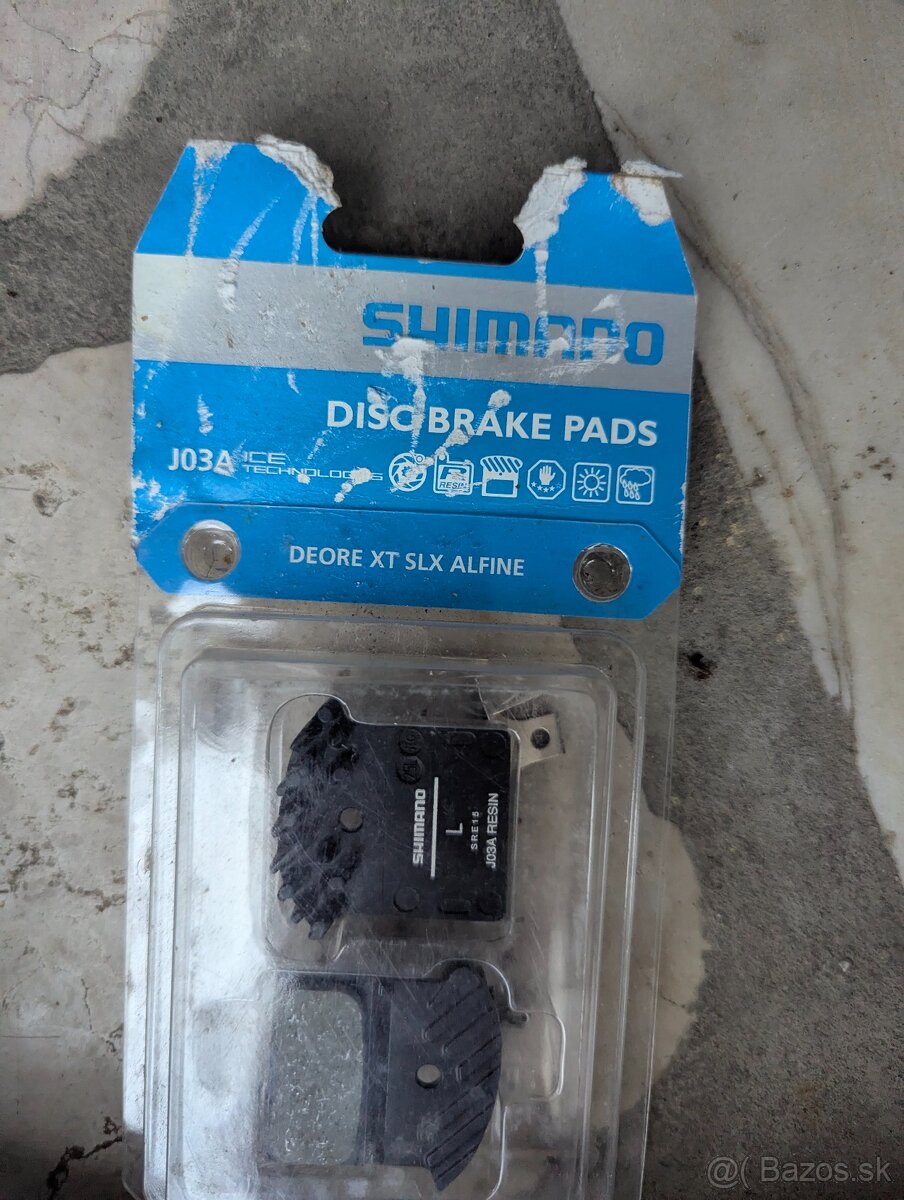 SHIMANO
DISC BRAKE PADS
J03A ICE TECHNOLOGIES
RESIN
DEORE XT SLX ALFINE
SHIMANO
L
SRE15
J03A RESIN
@( Bazos.sk